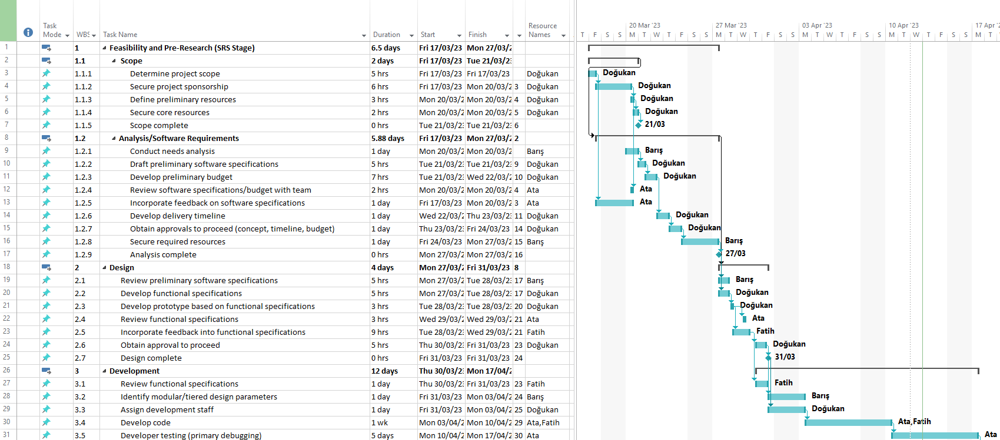 20 Mar '23 27 Mar '23 03 Apr '23 10 Apr '23 17 Apr '2
Task Mode WBS Task Name Duration Start Finish Resource Names T F S S M T W T F S S M T W T F S S M T W T F S S M T W T F S S M T
1 1 Feasibility and Pre-Research (SRS Stage) 6.5 days Fri 17/03/23 Mon 27/03/2
2 1.1 Scope 2 days Fri 17/03/23 Tue 21/03/23
3 1.1.1 Determine project scope 5 hrs Fri 17/03/23 Fri 17/03/23 Doğukan Doğukan
4 1.1.2 Secure project sponsorship 6 hrs Fri 17/03/23 Mon 20/03/2 3 Doğukan Doğukan
5 1.1.3 Define preliminary resources 3 hrs Mon 20/03/2 Mon 20/03/2 4 Doğukan Doğukan
6 1.1.4 Secure core resources 2 hrs Mon 20/03/2 Mon 20/03/2 5 Doğukan Doğukan
7 1.1.5 Scope complete 0 hrs Tue 21/03/23 Tue 21/03/23 6 21/03
8 1.2 Analysis/Software Requirements 5.88 days Fri 17/03/23 Mon 27/03/2 2
9 1.2.1 Conduct needs analysis 1 day Mon 20/03/2 Mon 20/03/2 Barış Barış
10 1.2.2 Draft preliminary software specifications 5 hrs Tue 21/03/23 Tue 21/03/23 9 Doğukan Doğukan
11 1.2.3 Develop preliminary budget 7 hrs Tue 21/03/23 Wed 22/03/2 10 Doğukan Doğukan
12 1.2.4 Review software specifications/budget with team 2 hrs Mon 20/03/2 Mon 20/03/2 4 Ata Ata
13 1.2.5 Incorporate feedback on software specifications 1 day Fri 17/03/23 Mon 20/03/2 3 Ata Ata
14 1.2.6 Develop delivery timeline 1 day Wed 22/03/2 Thu 23/03/23 11 Doğukan Doğukan
15 1.2.7 Obtain approvals to proceed (concept, timeline, budget) 1 day Thu 23/03/23 Fri 24/03/23 14 Doğukan Doğukan
16 1.2.8 Secure required resources 1 day Fri 24/03/23 Mon 27/03/2 15 Barış Barış
17 1.2.9 Analysis complete 0 hrs Mon 27/03/2 Mon 27/03/2 16 27/03
18 2 Design 4 days Mon 27/03/2 Fri 31/03/23 8
19 2.1 Review preliminary software specifications 5 hrs Mon 27/03/2 Tue 28/03/23 17 Barış Barış
20 2.2 Develop functional specifications 5 hrs Mon 27/03/2 Tue 28/03/23 17 Doğukan Doğukan
21 2.3 Develop prototype based on functional specifications 3 hrs Tue 28/03/23 Tue 28/03/23 20 Doğukan Doğukan
22 2.4 Review functional specifications 3 hrs Wed 29/03/2 Wed 29/03/2 21 Ata Ata
23 2.5 Incorporate feedback into functional specifications 9 hrs Tue 28/03/23 Wed 29/03/2 21 Fatih Fatih
24 2.6 Obtain approval to proceed 5 hrs Thu 30/03/23 Fri 31/03/23 23 Doğukan Doğukan
25 2.7 Design complete 0 hrs Fri 31/03/23 Fri 31/03/23 24 31/03
26 3 Development 12 days Thu 30/03/23 Mon 17/04/2
27 3.1 Review functional specifications 1 day Thu 30/03/23 Fri 31/03/23 23 Fatih Fatih
28 3.2 Identify modular/tiered design parameters 1 day Fri 31/03/23 Mon 03/04/2 24 Barış Barış
29 3.3 Assign development staff 1 day Fri 31/03/23 Mon 03/04/2 25 Doğukan Doğukan
30 3.4 Develop code 1 wk Mon 03/04/2 Mon 10/04/2 29 Ata,Fatih Ata,Fatih
31 3.5 Developer testing (primary debugging) 5 days Mon 10/04/2 Mon 17/04/2 30 Ata Ata